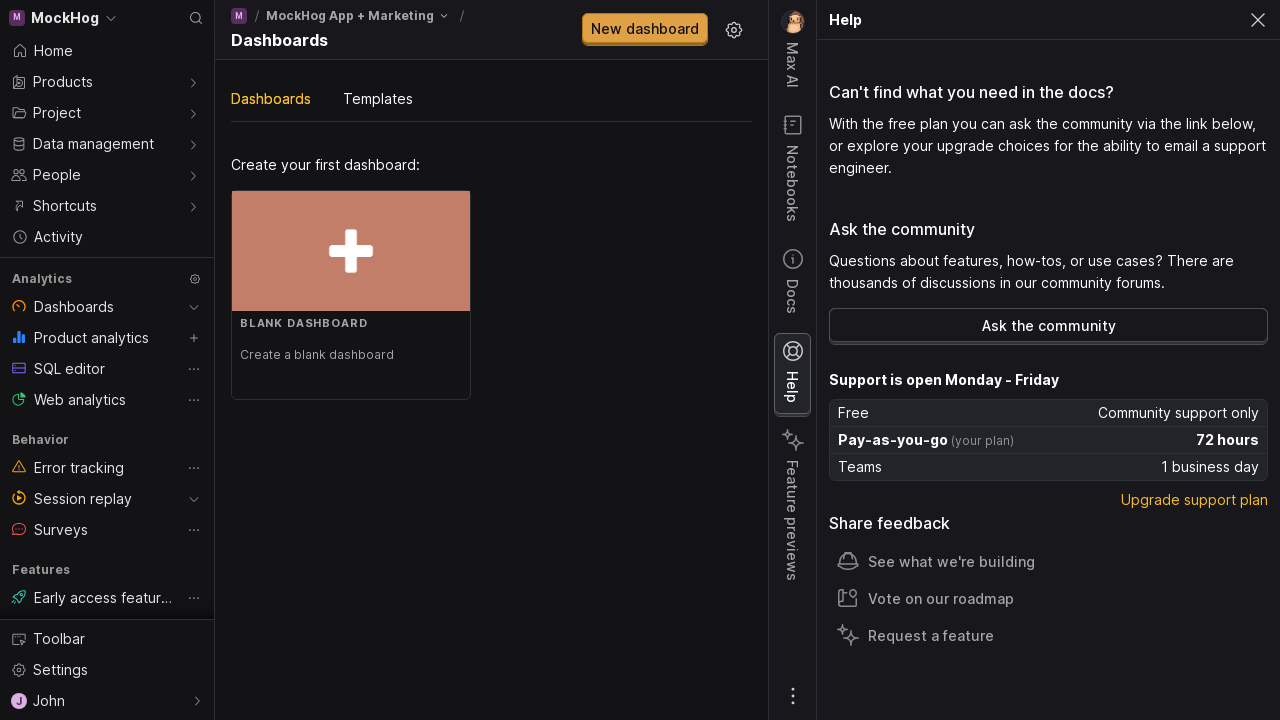 M MockHog
Home
Products
Project
Data management
People
Shortcuts
Activity
Analytics
Dashboards
Product analytics
SQL editor
Web analytics
Behavior
Error tracking
Session replay
Surveys
Features
Early access featur...
Toolbar
Settings
J John
M / MockHog App + Marketing /
Dashboards
New dashboard
Dashboards Templates
Create your first dashboard:
BLANK DASHBOARD
Create a blank dashboard
Max AI
Notebooks
Docs
Help
Feature previews
Help
Can't find what you need in the docs?
With the free plan you can ask the community via the link below,
or explore your upgrade choices for the ability to email a support
engineer.
Ask the community
Questions about features, how-tos, or use cases? There are
thousands of discussions in our community forums.
Ask the community
Support is open Monday - Friday
Free Community support only
Pay-as-you-go (your plan) 72 hours
Teams 1 business day
Upgrade support plan
Share feedback
See what we're building
Vote on our roadmap
Request a feature